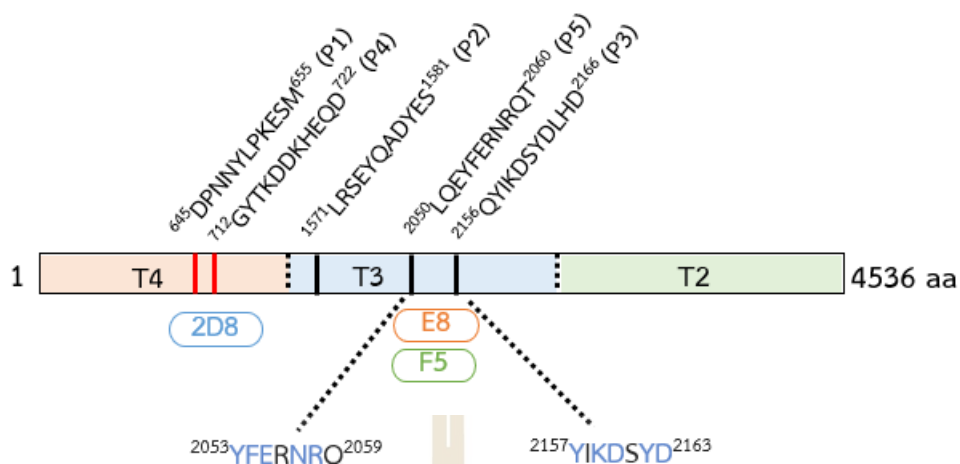 645DPNNYLPKESM655 (P1)
712GYTKDDKHEQD722 (P4)
1571LRSEYQADYES1581 (P2)
2050LQEYFERNRQT2060 (P5)
2156QYIKDSYDLHD2166 (P3)
1 T4 T3 T2 4536 aa
2D8 E8
F5
2053YFERNRQ2059 2157YIKDSYD2163